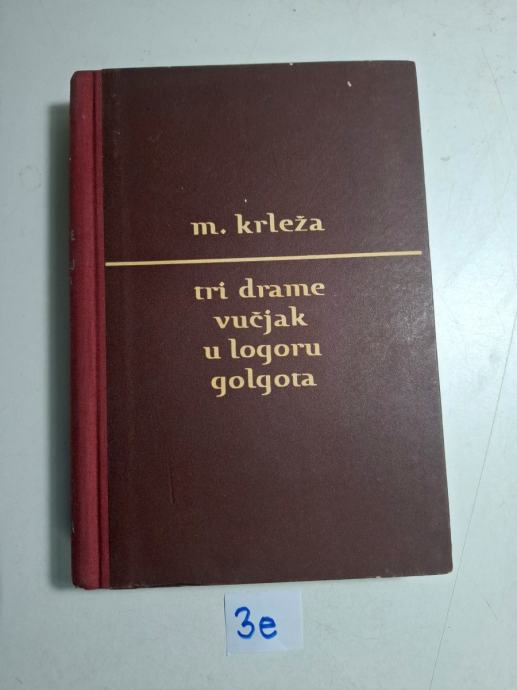 m. krleža
tri drame
vučjak
u logoru
golgota
3e